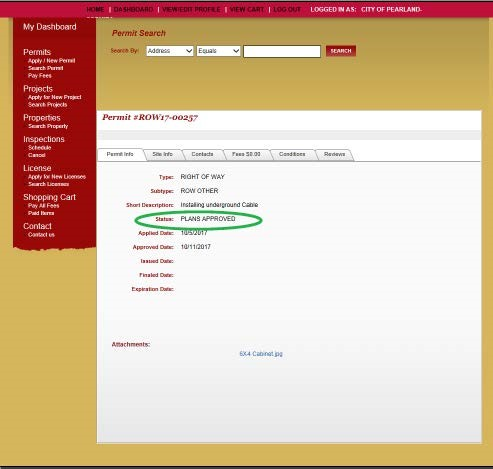 HOME | DASHBOARD | VIEW/EDIT PROFILE | VIEW CART | LOG OUT LOGGED IN AS: CITY OF PEARLAND-
My Dashboard
Permits
Apply / New Permit
Search Permit
Pay Fees
Projects
Apply for New Project
Search Projects
Properties
Search Property
Inspections
Schedule
Cancel
License
Apply for New Licenses
Search Licenses
Shopping Cart
Pay All Fees
Paid Items
Contact
Contact us
Permit Search
Search By: Address Equals SEARCH
Permit #ROW17-00257
Permit Info Site Info Contacts Fees $0.00 Conditions Reviews
Type: RIGHT OF WAY
Subtype: ROW OTHER
Short Description: Installing underground Cable
Status: PLANS APPROVED
Applied Date: 10/5/2017
Approved Date: 10/11/2017
Issued Date:
Finaled Date:
Expiration Date:
Attachments:
6X4 Cabinet.jpg